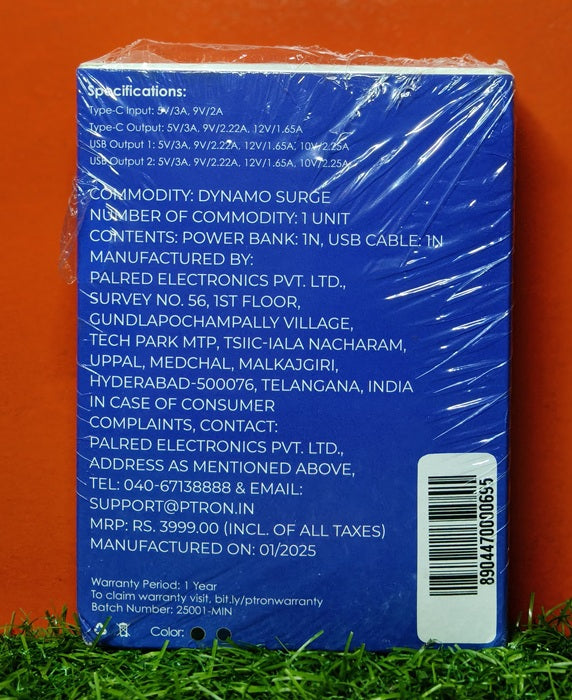 Specifications:
Type-C Input: 5V/3A, 9V/2A
Type-C Output: 5V/3A, 9V/2.22A, 12V/1.65A
USB Output 1: 5V/3A, 9V/2.22A, 12V/1.65A, 10V/2.25A
USB Output 2: 5V/3A, 9V/2.22A, 12V/1.65A, 10V/2.25A
COMMODITY: DYNAMO SURGE
NUMBER OF COMMODITY: 1 UNIT
CONTENTS: POWER BANK: 1N, USB CABLE: 1N
MANUFACTURED BY:
PALRED ELECTRONICS PVT. LTD.,
SURVEY NO. 56, 1ST FLOOR,
GUNDLAPOCHAMPALLY VILLAGE,
TECH PARK MTP, TSIIC-IALA NACHARAM,
UPPAL, MEDCHAL, MALKAJGIRI,
HYDERABAD-500076, TELANGANA, INDIA
IN CASE OF CONSUMER
COMPLAINTS, CONTACT:
PALRED ELECTRONICS PVT. LTD.,
ADDRESS AS MENTIONED ABOVE,
TEL: 040-67138888 & EMAIL:
SUPPORT@PTRON.IN
MRP: RS. 3999.00 (INCL. OF ALL TAXES)
MANUFACTURED ON: 01/2025
Warranty Period: 1 Year
To claim warranty visit, bit.ly/ptronwarranty
Batch Number: 25001-MIN
Color:
8904470090695